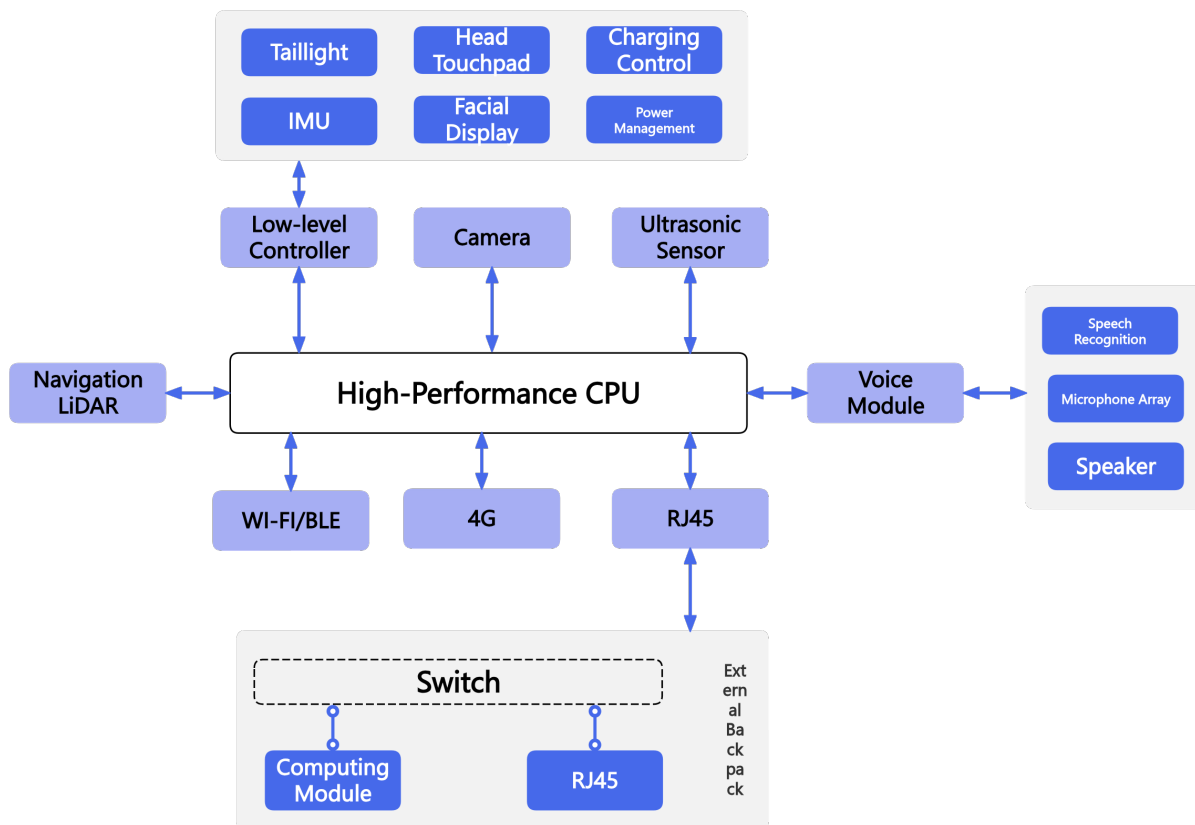 Taillight
Head
Touchpad
Charging
Control
IMU
Facial
Display
Power
Management
Low-level
Controller
Camera
Ultrasonic
Sensor
Navigation
LiDAR
High-Performance CPU
Voice
Module
Speech
Recognition
Microphone Array
Speaker
WI-FI/BLE
4G
RJ45
Switch
Computing
Module
RJ45
Ext
ern
al
Ba
ck
pa
ck